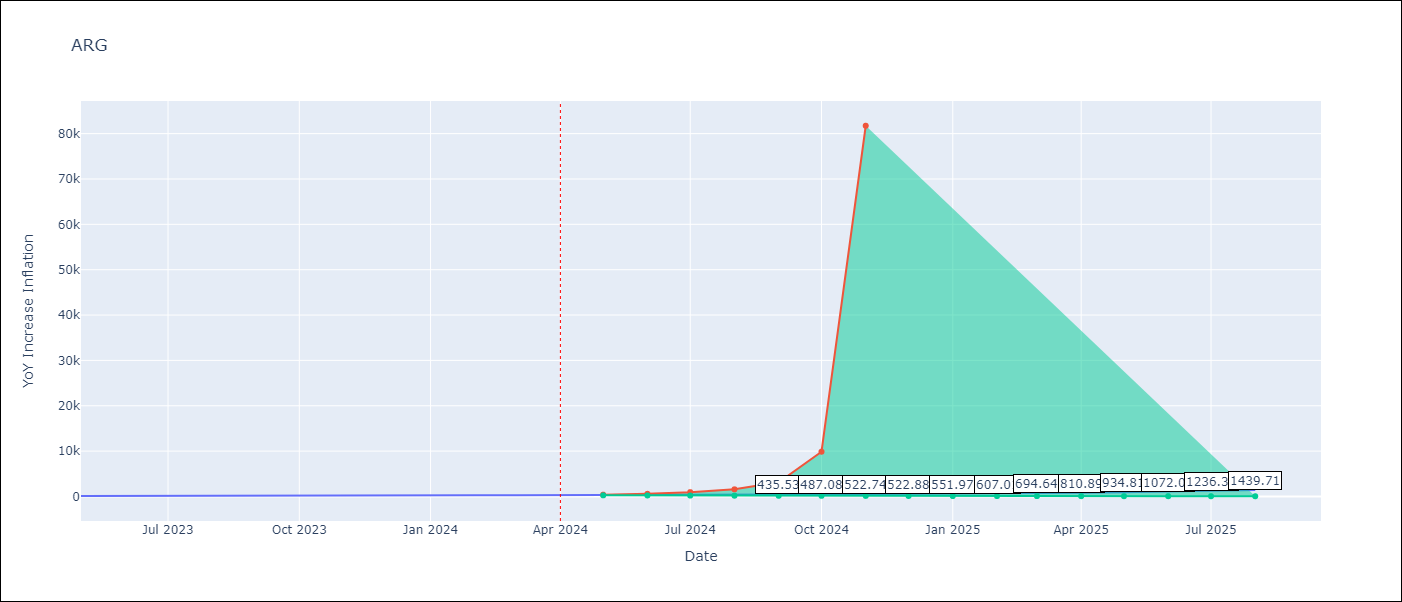 ARG
YoY Increase Inflation
80k
70k
60k
50k
40k
30k
20k
10k
0
435.53 487.08 522.74 522.88 551.97 607.0 694.64 810.89 934.81 1072.0 1236.3 1439.71
Jul 2023 Oct 2023 Jan 2024 Apr 2024 Jul 2024 Oct 2024 Jan 2025 Apr 2025 Jul 2025
Date